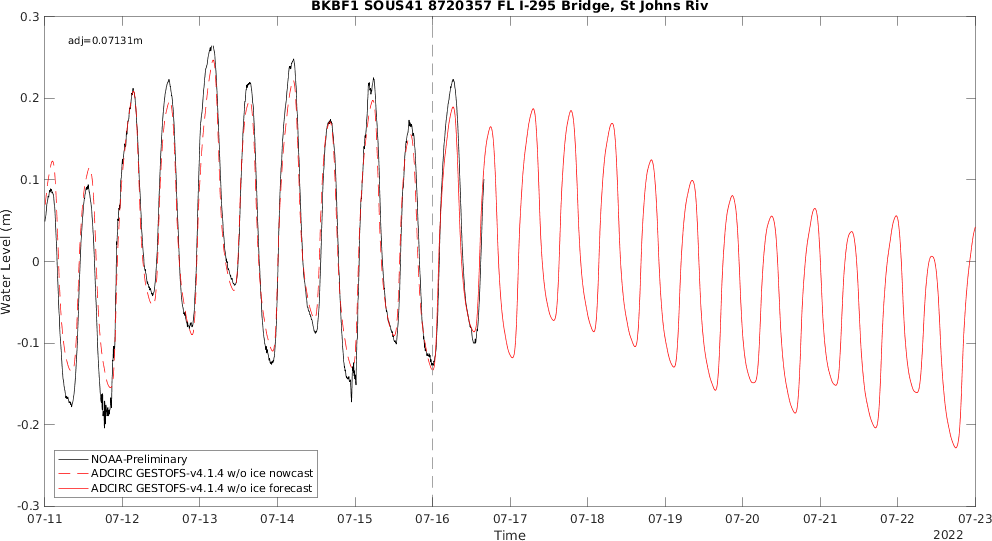 BKBF1 SOUS41 8720357 FL I-295 Bridge, St Johns Riv
adj=0.07131m
0.3
0.2
0.1
0
-0.1
-0.2
-0.3
Water Level (m)
NOAA-Preliminary
ADCIRC GESTOFS-v4.1.4 w/o ice nowcast
ADCIRC GESTOFS-v4.1.4 w/o ice forecast
07-11 07-12 07-13 07-14 07-15 07-16 07-17 07-18 07-19 07-20 07-21 07-22 07-23
Time
2022